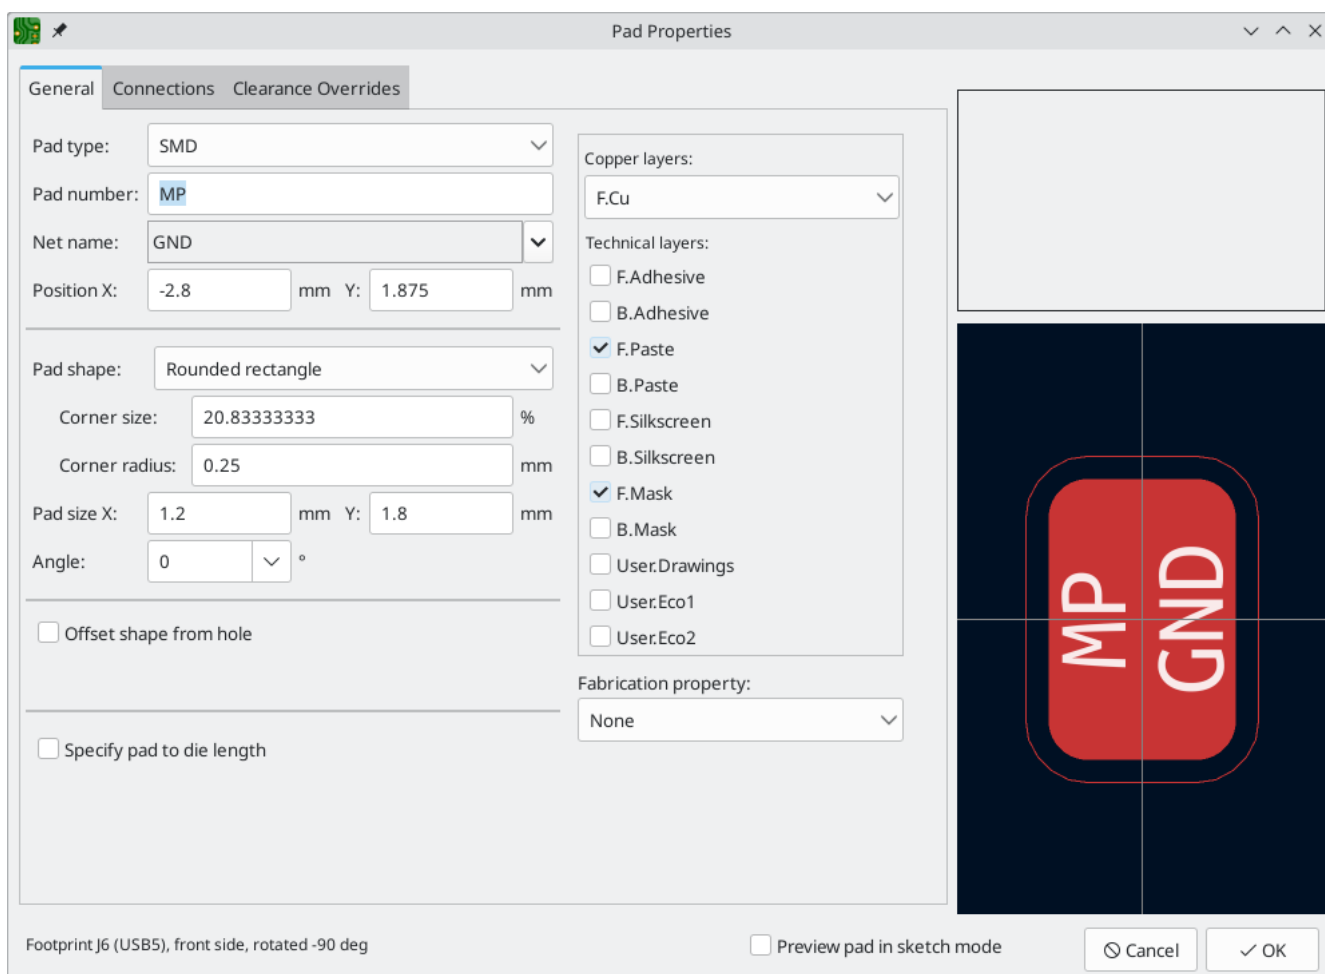 Pad Properties
General Connections Clearance Overrides
Pad type: SMD
Pad number: MP
Net name: GND
Position X: -2.8 mm Y: 1.875 mm
Pad shape: Rounded rectangle
Corner size: 20.83333333 %
Corner radius: 0.25 mm
Pad size X: 1.2 mm Y: 1.8 mm
Angle: 0 °
Offset shape from hole
Specify pad to die length
Copper layers:
F.Cu
Technical layers:
F.Adhesive
B.Adhesive
F.Paste
B.Paste
F.Silkscreen
B.Silkscreen
F.Mask
B.Mask
User.Drawings
User.Eco1
User.Eco2
Fabrication property:
None
MP
GND
Footprint J6 (USB5), front side, rotated -90 deg
Preview pad in sketch mode
Cancel
OK